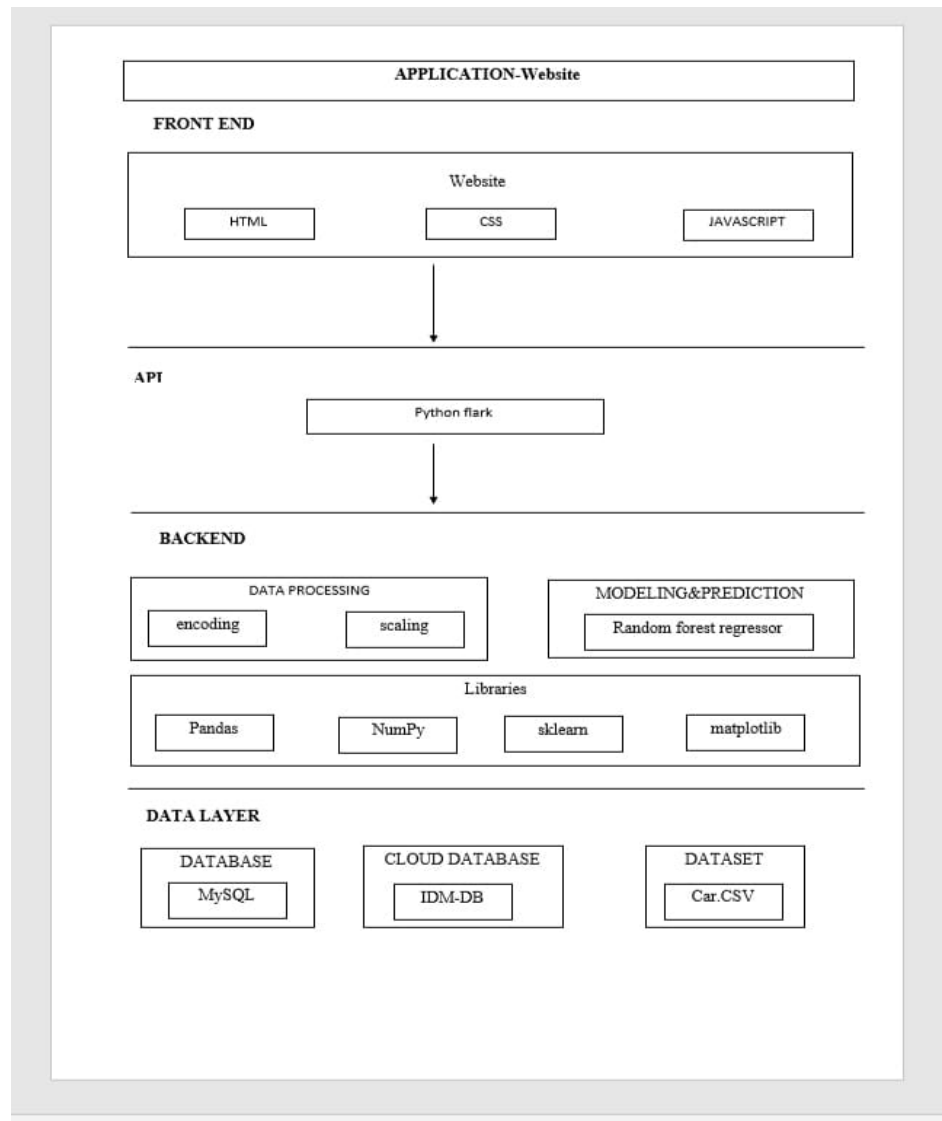 APPLICATION-Website
FRONT END
Website
HTML CSS JAVASCRIPT
API
Python flark
BACKEND
DATA PROCESSING
encoding scaling
MODELING&PREDICTION
Random forest regressor
Libraries
Pandas NumPy sklearn matplotlib
DATA LAYER
DATABASE
MySQL
CLOUD DATABASE
IDM-DB
DATASET
Car.CSV